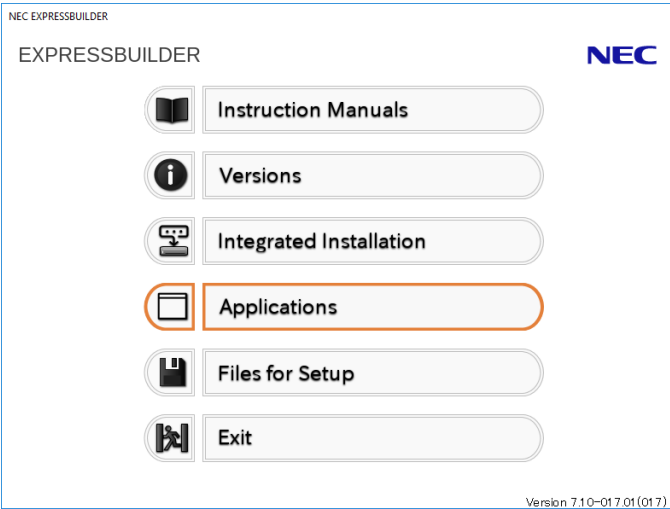 NEC EXPRESSBUILDER
EXPRESSBUILDER
NEC
Instruction Manuals
Versions
Integrated Installation
Applications
Files for Setup
Exit
Version 7.10-017.01(017)